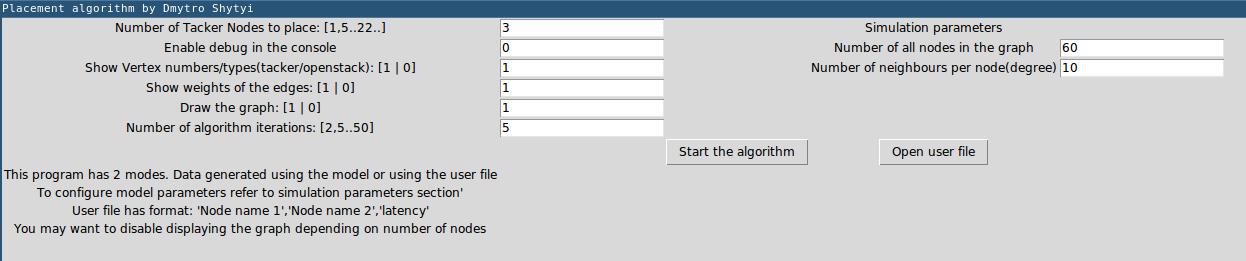 Placement algorithm by Dmytro Shytyi
Number of Tacker Nodes to place: [1,5..22..] 3 Simulation parameters
Enable debug in the console 0 Number of all nodes in the graph 60
Show Vertex numbers/types(tacker/openstack): [1 | 0] 1 Number of neighbours per node(degree) 10
Show weights of the edges: [1 | 0] 1
Draw the graph: [1 | 0] 1
Number of algorithm iterations: [2,5..50] 5
Start the algorithm Open user file
This program has 2 modes. Data generated using the model or using the user file
To configure model parameters refer to simulation parameters section'
User file has format: 'Node name 1','Node name 2','latency'
You may want to disable displaying the graph depending on number of nodes